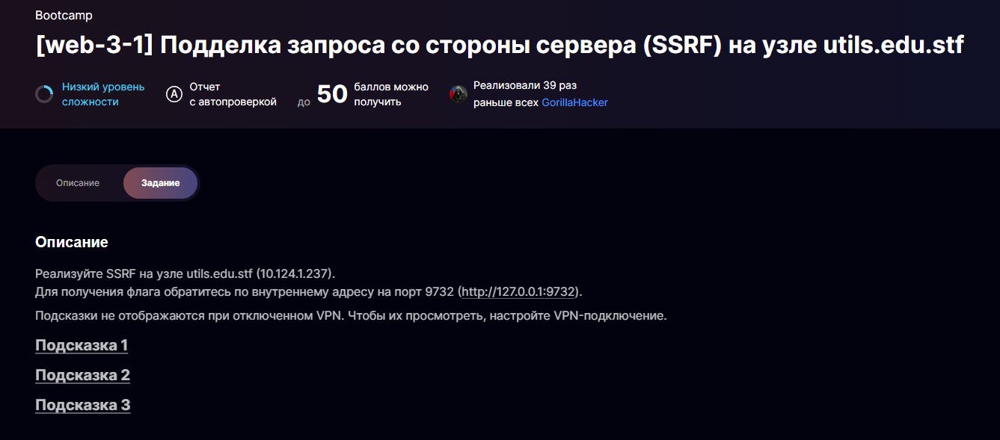 Bootcamp
[web-3-1] Подделка запроса со стороны сервера (SSRF) на узле utils.edu.stf
Низкий уровень
сложности
A
Отчет
с автопроверкой
до 50 баллов можно
получить
Реализовали 39 раз
раньше всех GorillaHacker
Описание
Задание
Описание
Реализуйте SSRF на узле utils.edu.stf (10.124.1.237).
Для получения флага обратитесь по внутреннему адресу на порт 9732 (http://127.0.0.1:9732).
Подсказки не отображаются при отключенном VPN. Чтобы их просмотреть, настройте VPN-подключение.
Подсказка 1
Подсказка 2
Подсказка 3